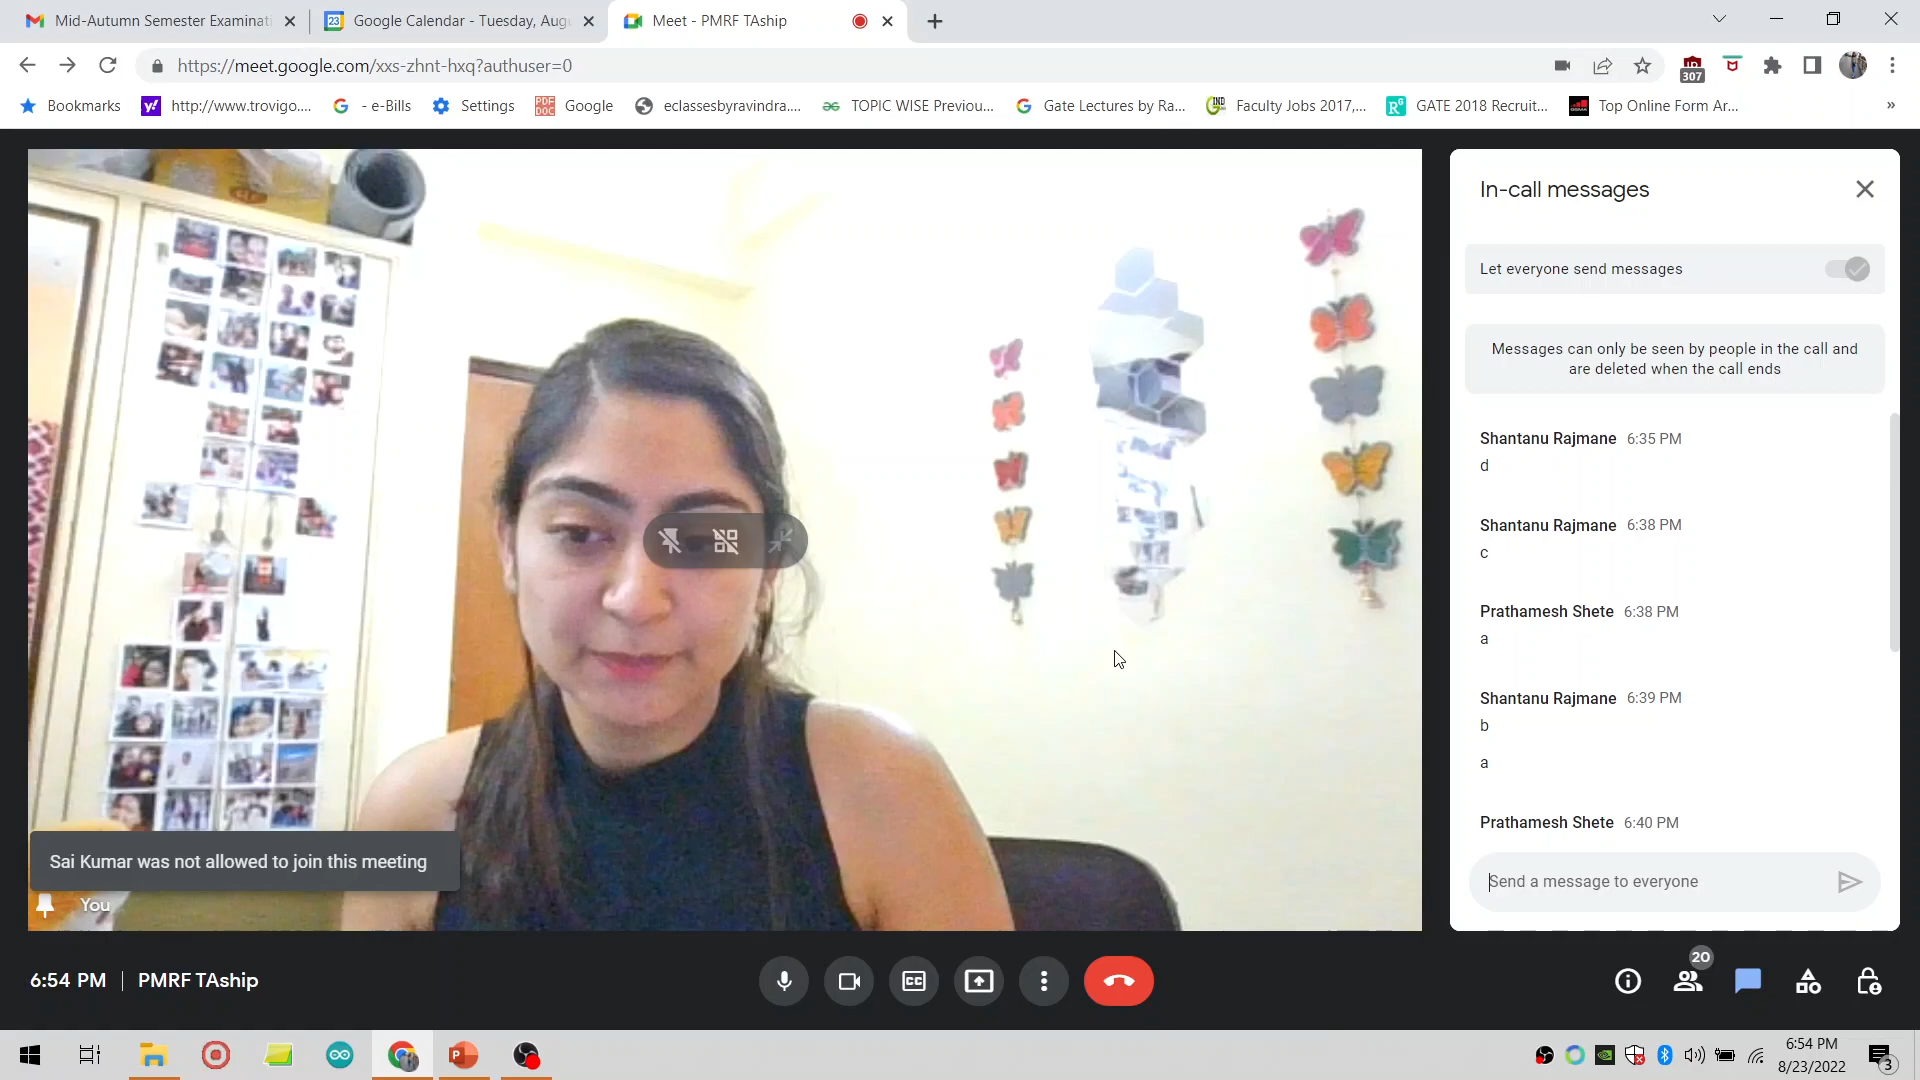 Mid-Autumn Semester Examinati
Google Calendar - Tuesday, Aug
Meet - PMRF TAship
https://meet.google.com/xxs-zhnt-hxq?authuser=0
307
Bookmarks
http://www.trovigo....
- e-Bills
Settings
PDF DOC
Google
eclassesbyravindra....
TOPIC WISE Previou...
Gate Lectures by Ra...
Faculty Jobs 2017,...
GATE 2018 Recruit...
Top Online Form Ar...
In-call messages
Let everyone send messages
Messages can only be seen by people in the call and
are deleted when the call ends
Shantanu Rajmane 6:35 PM
d
Shantanu Rajmane 6:38 PM
c
Prathamesh Shete 6:38 PM
a
Shantanu Rajmane 6:39 PM
b
a
Prathamesh Shete 6:40 PM
Send a message to everyone
Sai Kumar was not allowed to join this meeting
You
6:54 PM | PMRF TAship
CC
20
6:54 PM
8/23/2022
3